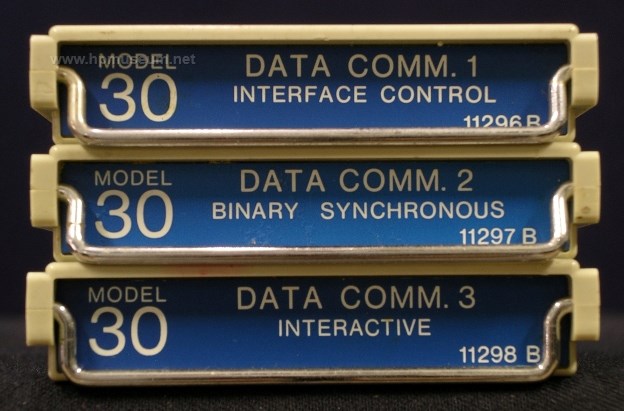 www.hpmuseum.net
MODEL 30
DATA COMM. 1
INTERFACE CONTROL
11296 B
MODEL 30
DATA COMM. 2
BINARY SYNCHRONOUS
11297 B
MODEL 30
DATA COMM. 3
INTERACTIVE
11298 B